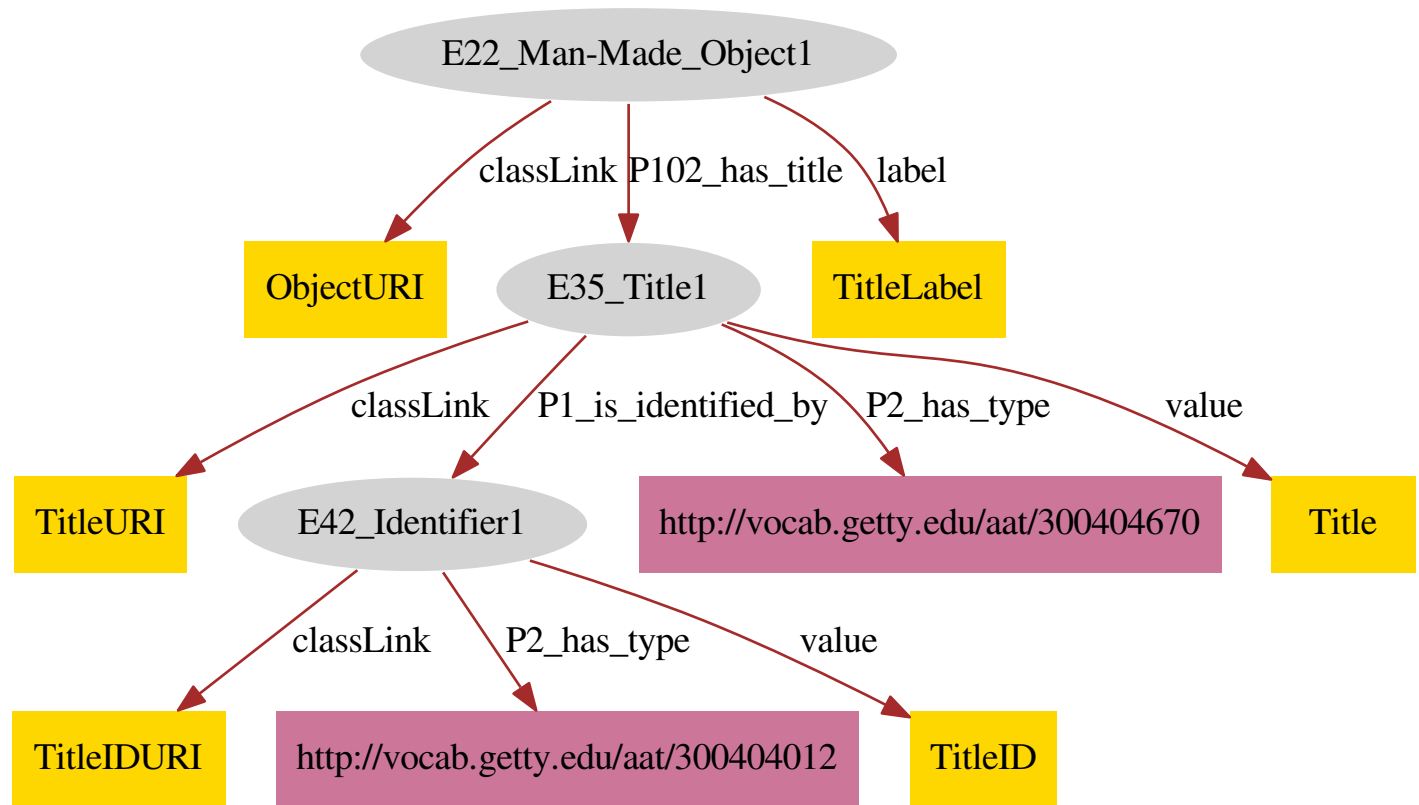 E22_Man-Made_Object1
classLink
P102_has_title
label
ObjectURI
E35_Title1
TitleLabel
classLink
P1_is_identified_by
P2_has_type
value
TitleURI
E42_Identifier1
http://vocab.getty.edu/aat/300404670
Title
classLink
P2_has_type
value
TitleIDURI
http://vocab.getty.edu/aat/300404012
TitleID